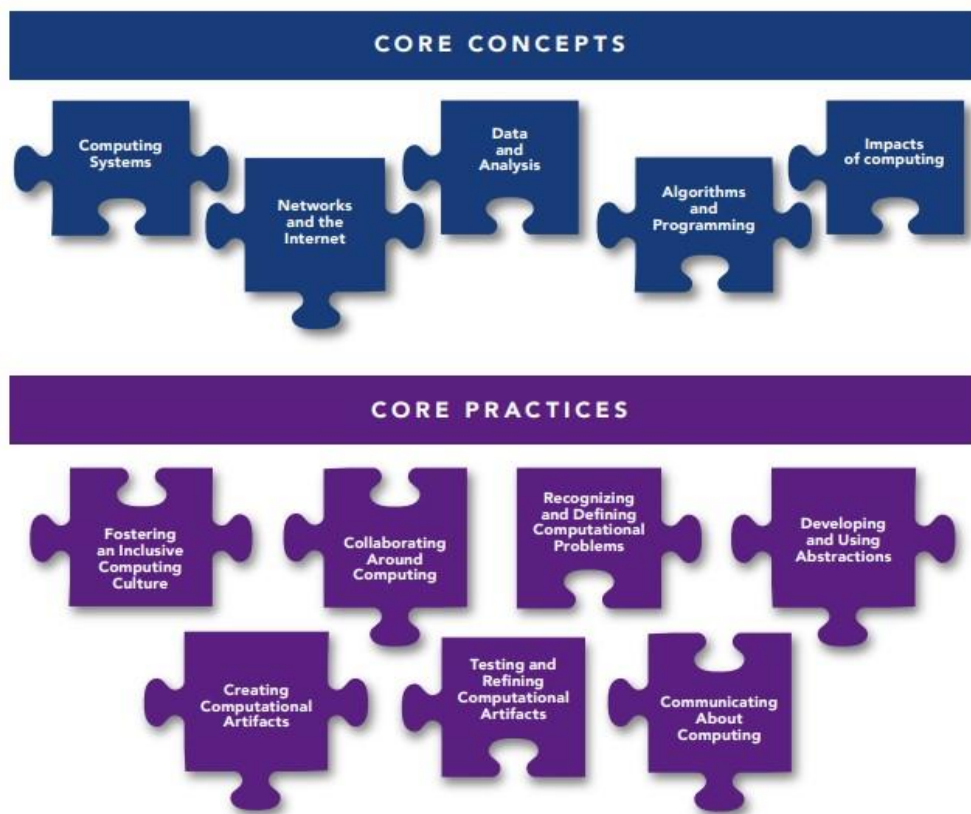 CORE CONCEPTS
Computing
Systems
Networks
and the
Internet
Data
and
Analysis
Algorithms
and
Programming
Impacts
of computing
CORE PRACTICES
Fostering
an Inclusive
Computing
Culture
Collaborating
Around
Computing
Recognizing
and Defining
Computational
Problems
Developing
and Using
Abstractions
Creating
Computational
Artifacts
Testing and
Refining
Computational
Artifacts
Communicating
About
Computing